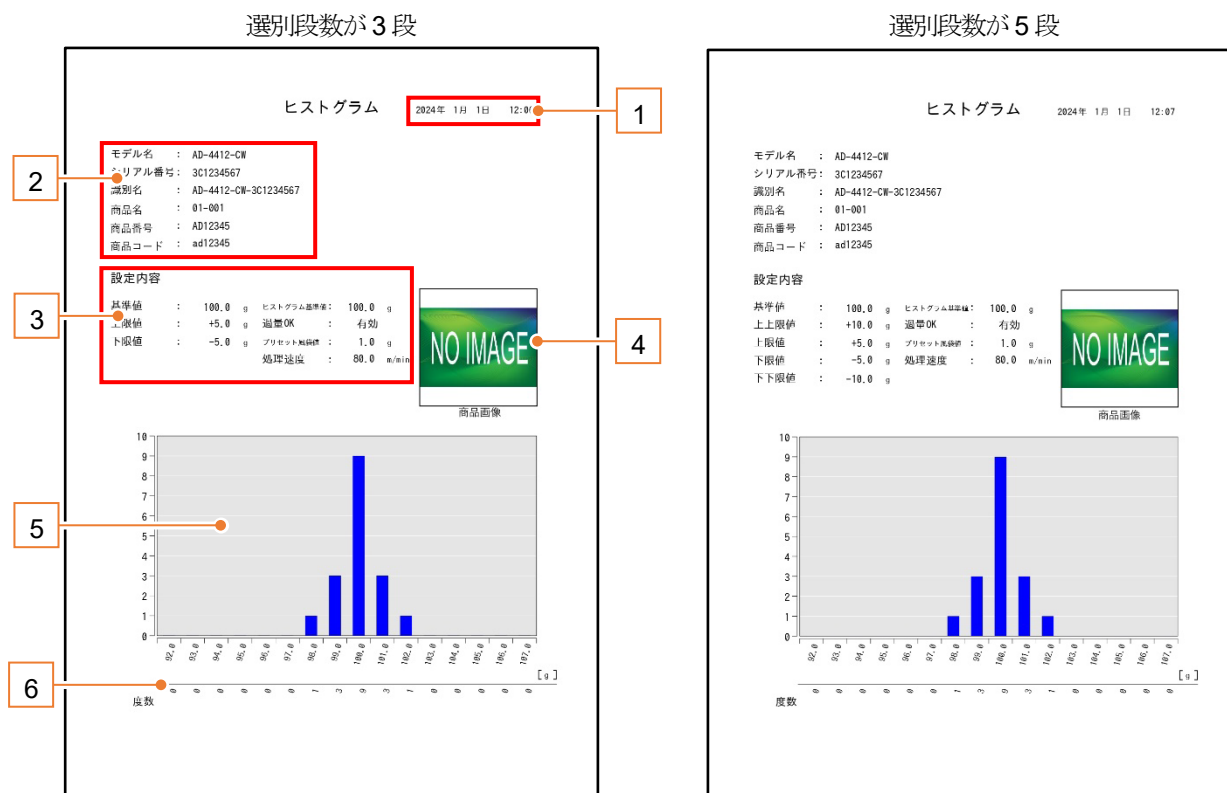 選別段数が 3 段
ヒストグラム 2024年 1月 1日 12:0
1
2
モデル名 : AD-4412-CW
シリアル番号: 3C1234567
識別名 : AD-4412-CW-3C1234567
商品名 : 01-001
商品番号 : AD12345
商品コード : ad12345
設定内容
3
基準値 : 100.0 g ヒストグラム基準値: 100.0 g
上限値 : +5.0 g 過量OK : 有効
下限値 : -5.0 g プリセット風袋値 : 1.0 g
処理速度 : 80.0 m/min
NO IMAGE
4
商品画像
10
9
8
7
6
5
4
3
2
1
0
5
92.0 93.0 94.0 95.0 96.0 97.0 98.0 99.0 100.0 101.0 102.0 103.0 104.0 105.0 106.0 107.0
[g]
6
度数 0 0 0 0 0 0 1 3 9 3 1 0 0 0 0 0
選別段数が 5 段
ヒストグラム 2024年 1月 1日 12:07
モデル名 : AD-4412-CW
シリアル番号: 3C1234567
識別名 : AD-4412-CW-3C1234567
商品名 : 01-001
商品番号 : AD12345
商品コード : ad12345
設定内容
基準値 : 100.0 g ヒストグラム基準値: 100.0 g
上上限値 : +10.0 g 過量OK : 有効
上限値 : +5.0 g プリセット風袋値 : 1.0 g
下限値 : -5.0 g 処理速度 : 80.0 m/min
下下限値 : -10.0 g
NO IMAGE
商品画像
10
9
8
7
6
5
4
3
2
1
0
92.0 93.0 94.0 95.0 96.0 97.0 98.0 99.0 100.0 101.0 102.0 103.0 104.0 105.0 106.0 107.0
[g]
度数 0 0 0 0 0 0 1 3 9 3 1 0 0 0 0 0